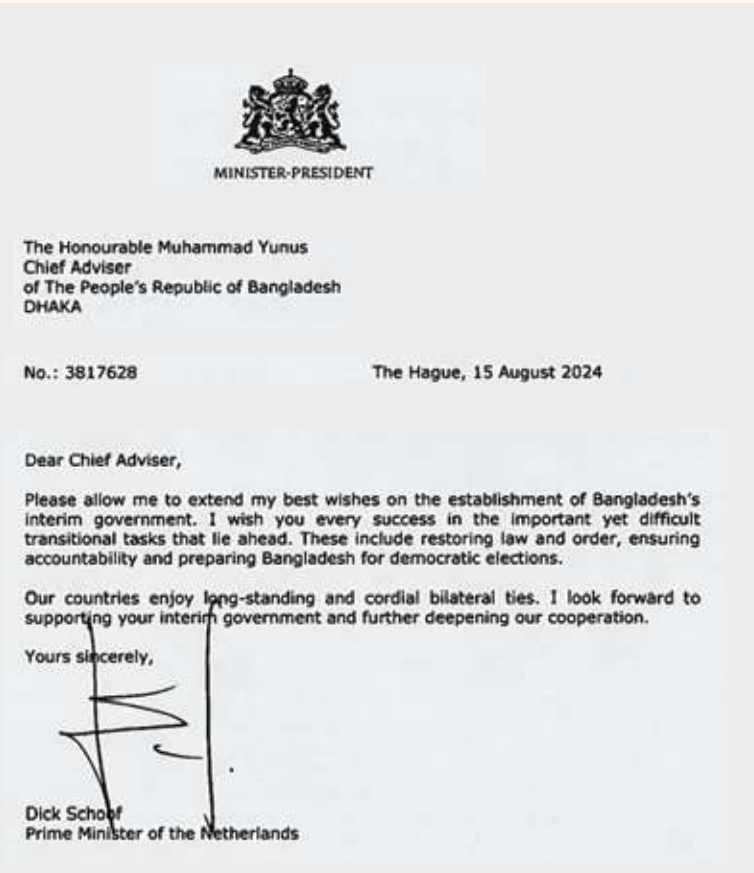 MINISTER-PRESIDENT
The Honourable Muhammad Yunus
Chief Adviser
of The People's Republic of Bangladesh
DHAKA
No.: 3817628 The Hague, 15 August 2024
Dear Chief Adviser,
Please allow me to extend my best wishes on the establishment of Bangladesh's
interim government. I wish you every success in the important yet difficult
transitional tasks that lie ahead. These include restoring law and order, ensuring
accountability and preparing Bangladesh for democratic elections.
Our countries enjoy long-standing and cordial bilateral ties. I look forward to
supporting your interim government and further deepening our cooperation.
Yours sincerely,
Dick Schoof
Prime Minister of the Netherlands